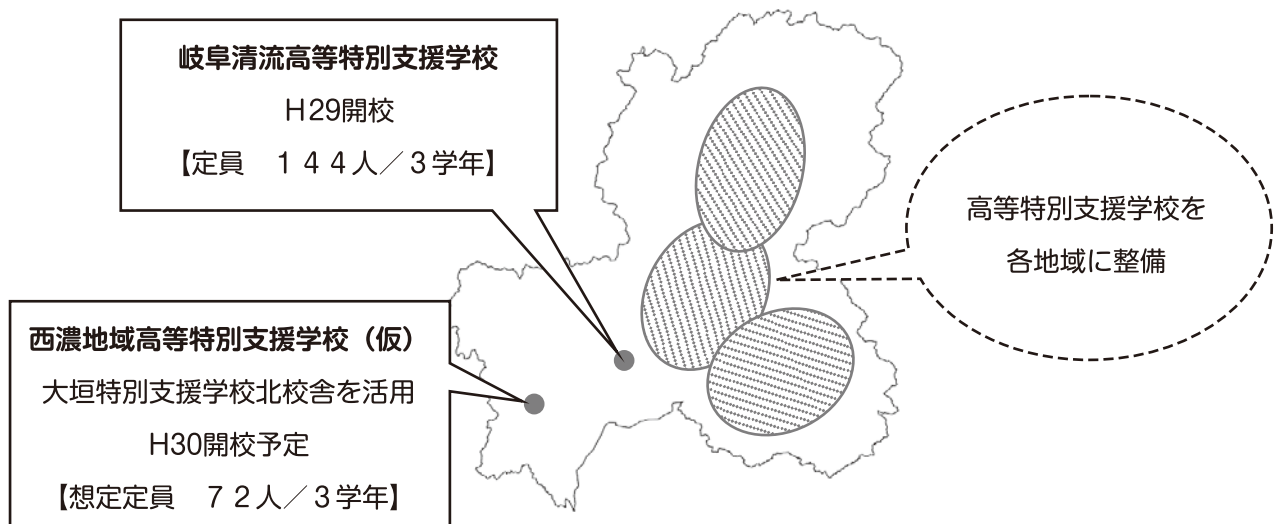 岐阜清流高等特別支援学校
H29開校
【定員　１４４人／３学年】
高等特別支援学校を
各地域に整備
西濃地域高等特別支援学校（仮）
大垣特別支援学校北校舎を活用
H30開校予定
【想定定員　７２人／３学年】